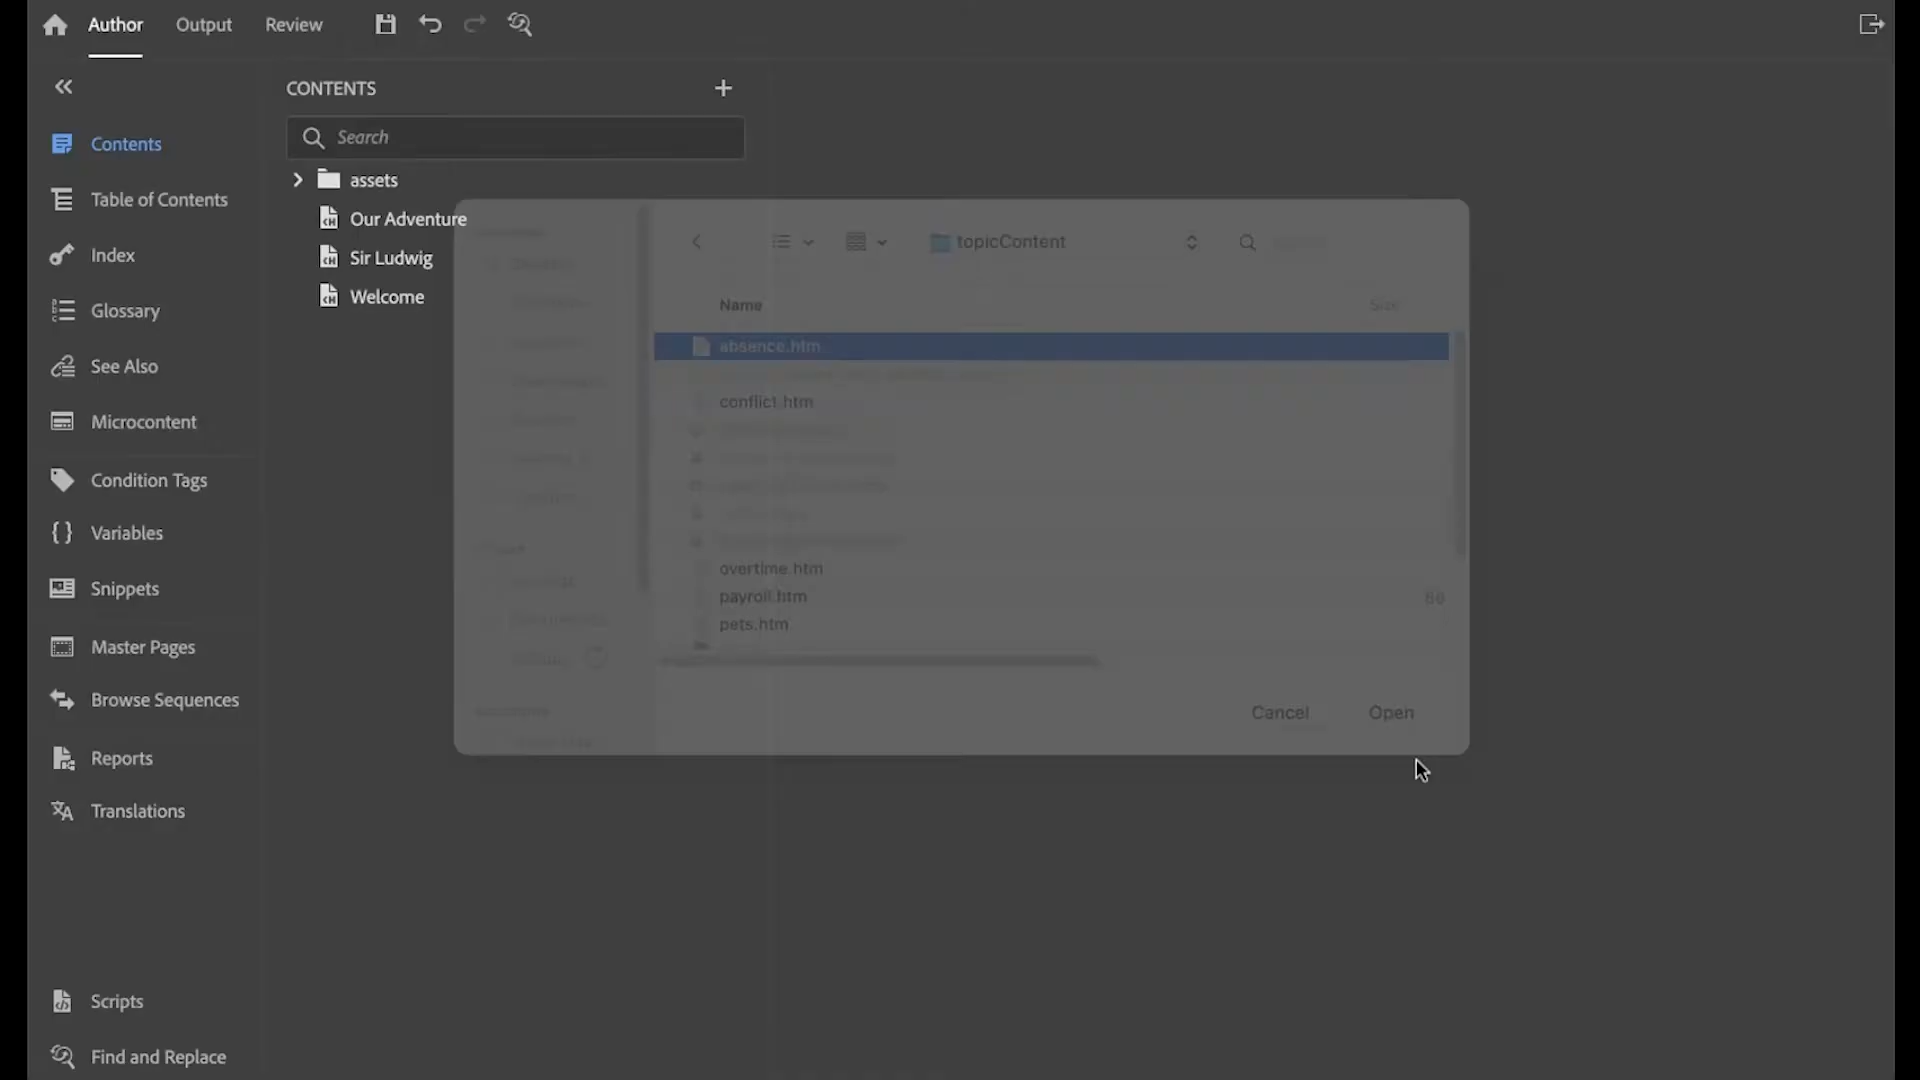 Author
Output
Review
CONTENTS
Search
Contents
Table of Contents
Index
Glossary
See Also
Microcontent
Condition Tags
Variables
Snippets
Master Pages
Browse Sequences
Reports
Translations
Scripts
Find and Replace
assets
Our Adventure
Sir Ludwig
Welcome
topicContent
Name
Size
absence.htm
conflict.htm
overtime.htm
payroll.htm
pets.htm
Cancel
Open